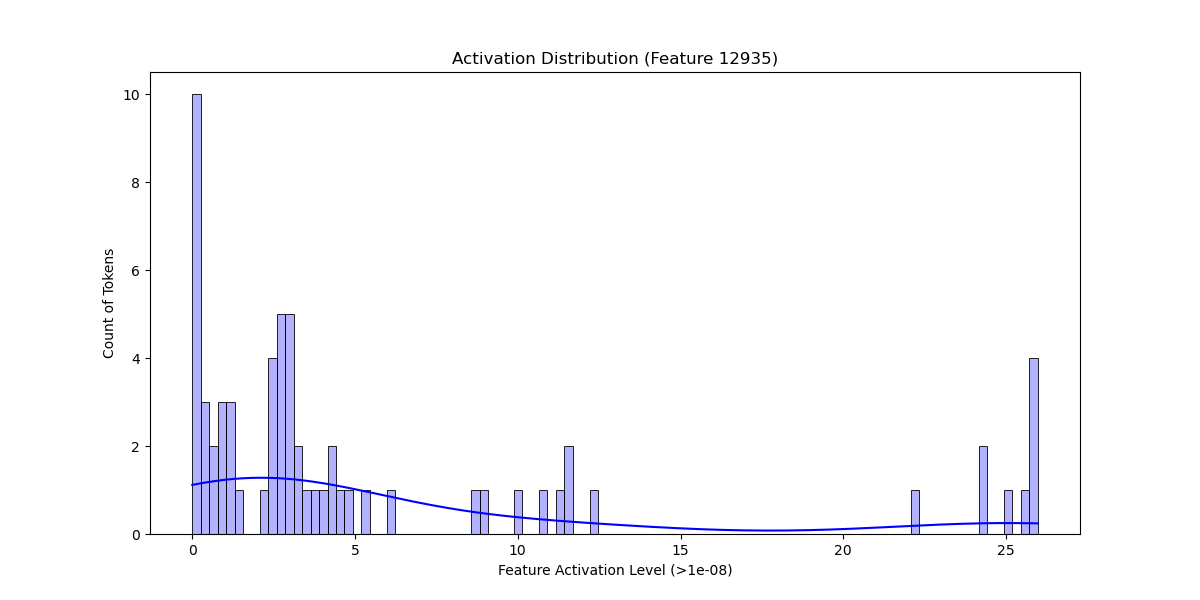 Activation Distribution (Feature 12935)
10
8
6
4
2
0
Count of Tokens
0 5 10 15 20 25
Feature Activation Level (>1e-08)